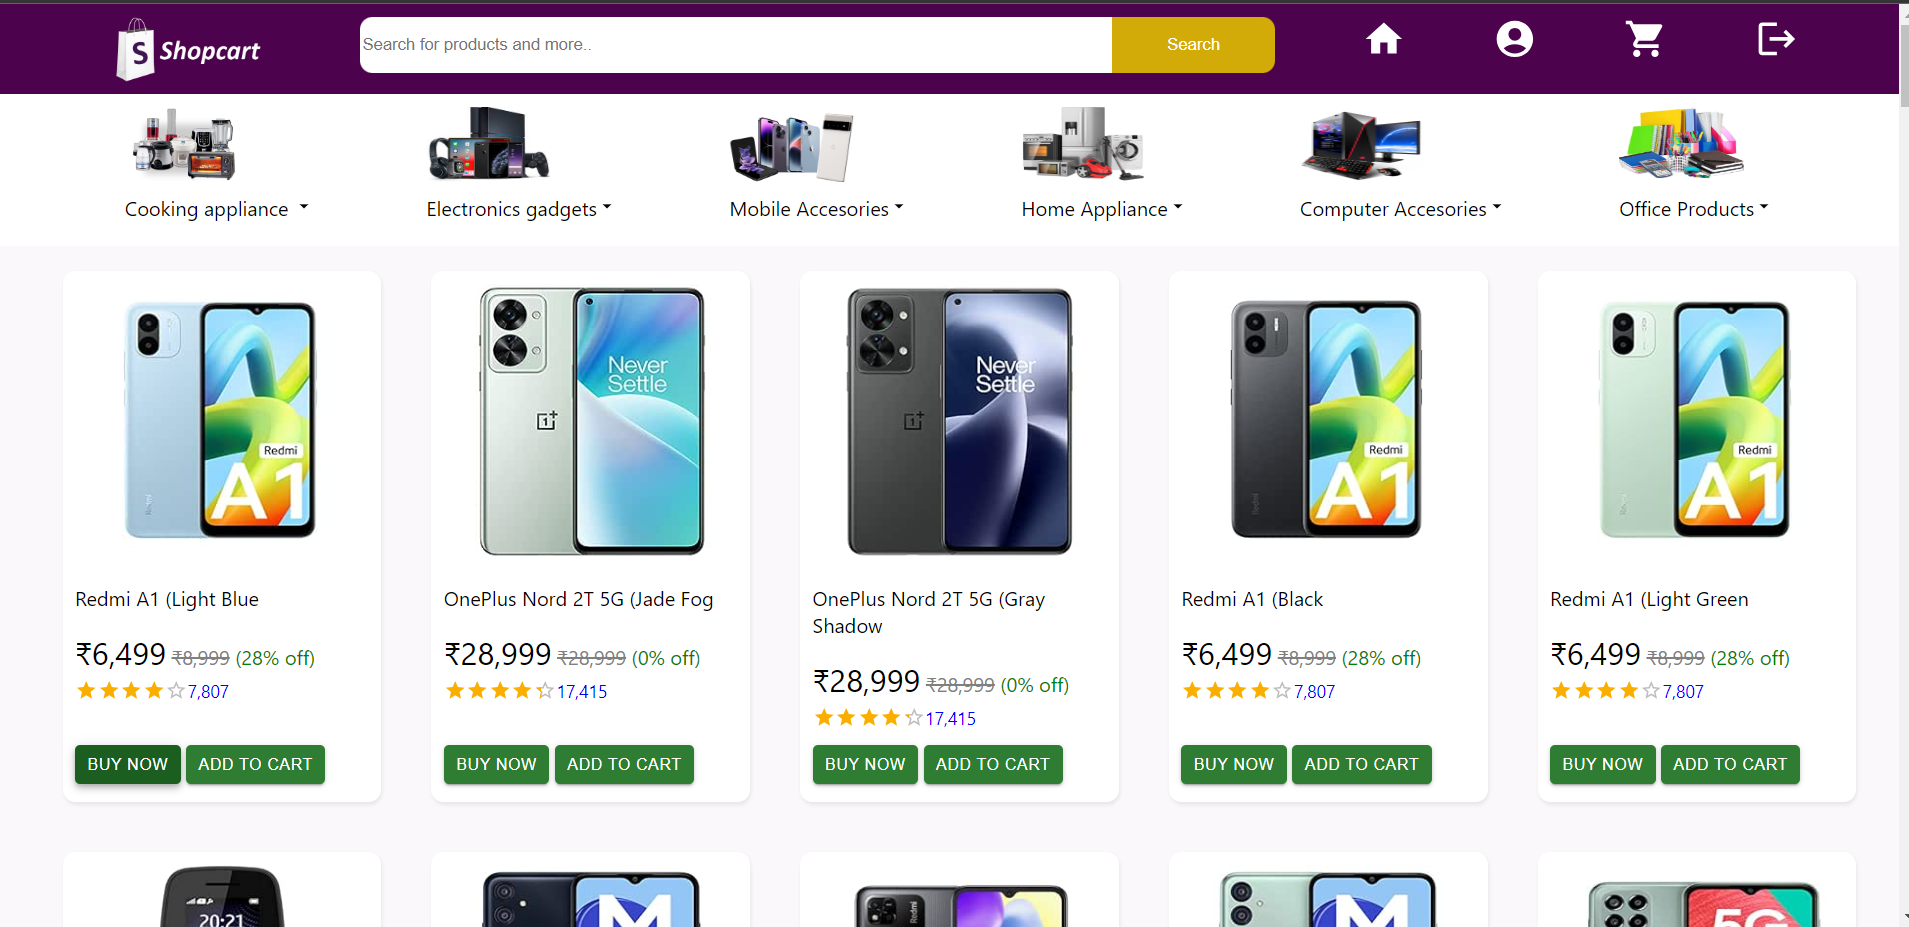 S Shopcart
Search for products and more..
Search
Cooking appliance
Electronics gadgets
Mobile Accesories
Home Appliance
Computer Accesories
Office Products
Redmi
A1
Redmi
Never
Settle
1+
Never
Settle
1+
Redmi
A1
Redmi
A1
Redmi A1 (Light Blue
₹6,499 ₹8,999 (28% off)
7,807
BUY NOW ADD TO CART
OnePlus Nord 2T 5G (Jade Fog
₹28,999 ₹28,999 (0% off)
17,415
BUY NOW ADD TO CART
OnePlus Nord 2T 5G (Gray
Shadow
₹28,999 ₹28,999 (0% off)
17,415
BUY NOW ADD TO CART
Redmi A1 (Black
₹6,499 ₹8,999 (28% off)
7,807
BUY NOW ADD TO CART
Redmi A1 (Light Green
₹6,499 ₹8,999 (28% off)
7,807
BUY NOW ADD TO CART
20:21
M
Redmi
M
5G